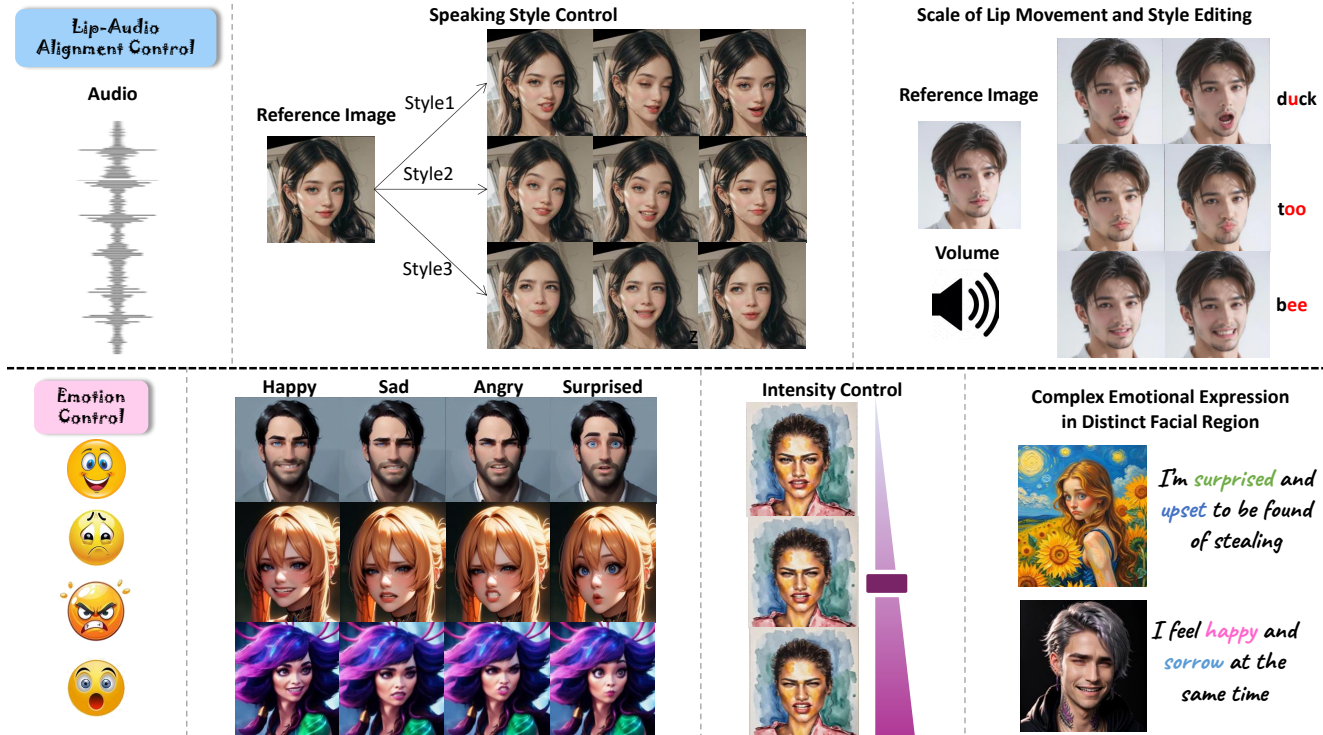 Lip-Audio
Alignment Control
Audio
Speaking Style Control
Reference Image
Style1
Style2
Style3
Z
Scale of Lip Movement and Style Editing
Reference Image
Volume
duck
too
bee
Emotion
Control
Happy Sad Angry Surprised
Intensity Control
Complex Emotional Expression
in Distinct Facial Region
I'm surprised and
upset to be found
of stealing
I feel happy and
sorrow at the
same time